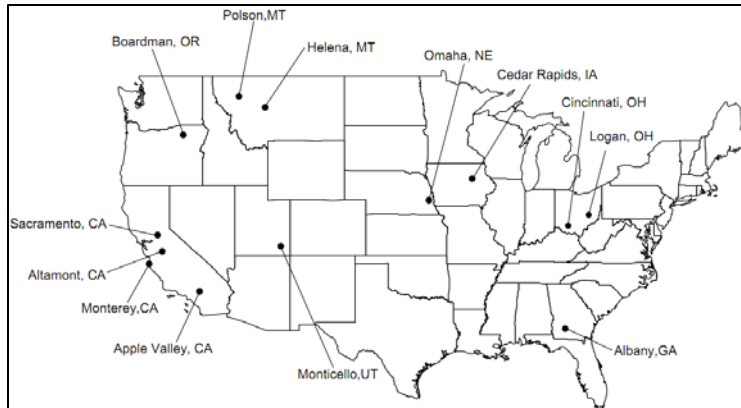 Polson,MT
Boardman, OR
Helena, MT
Omaha, NE
Cedar Rapids, IA
Cincinnati, OH
Logan, OH
Sacramento, CA
Altamont, CA
Monterey,CA
Apple Valley, CA
Monticello,UT
Albany,GA